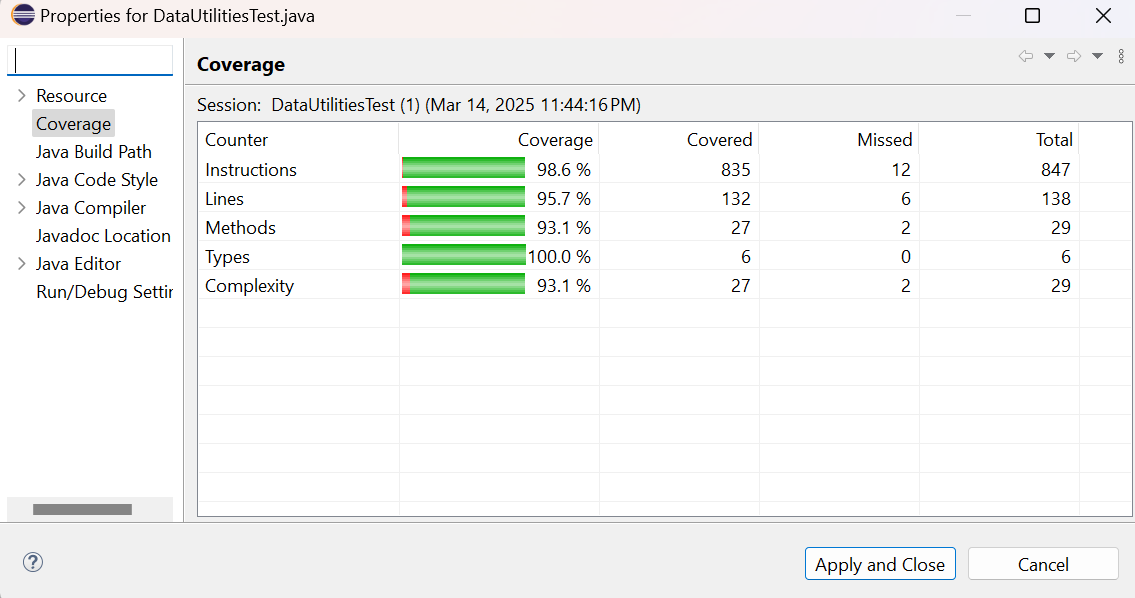 Properties for DataUtilitiesTest.java
Resource
Coverage
Java Build Path
Java Code Style
Java Compiler
Javadoc Location
Java Editor
Run/Debug Settin
Coverage
Session: DataUtilitiesTest (1) (Mar 14, 2025 11:44:16 PM)
Counter Coverage Covered Missed Total
Instructions 98.6 % 835 12 847
Lines 95.7 % 132 6 138
Methods 93.1 % 27 2 29
Types 100.0 % 6 0 6
Complexity 93.1 % 27 2 29
?
Apply and Close Cancel